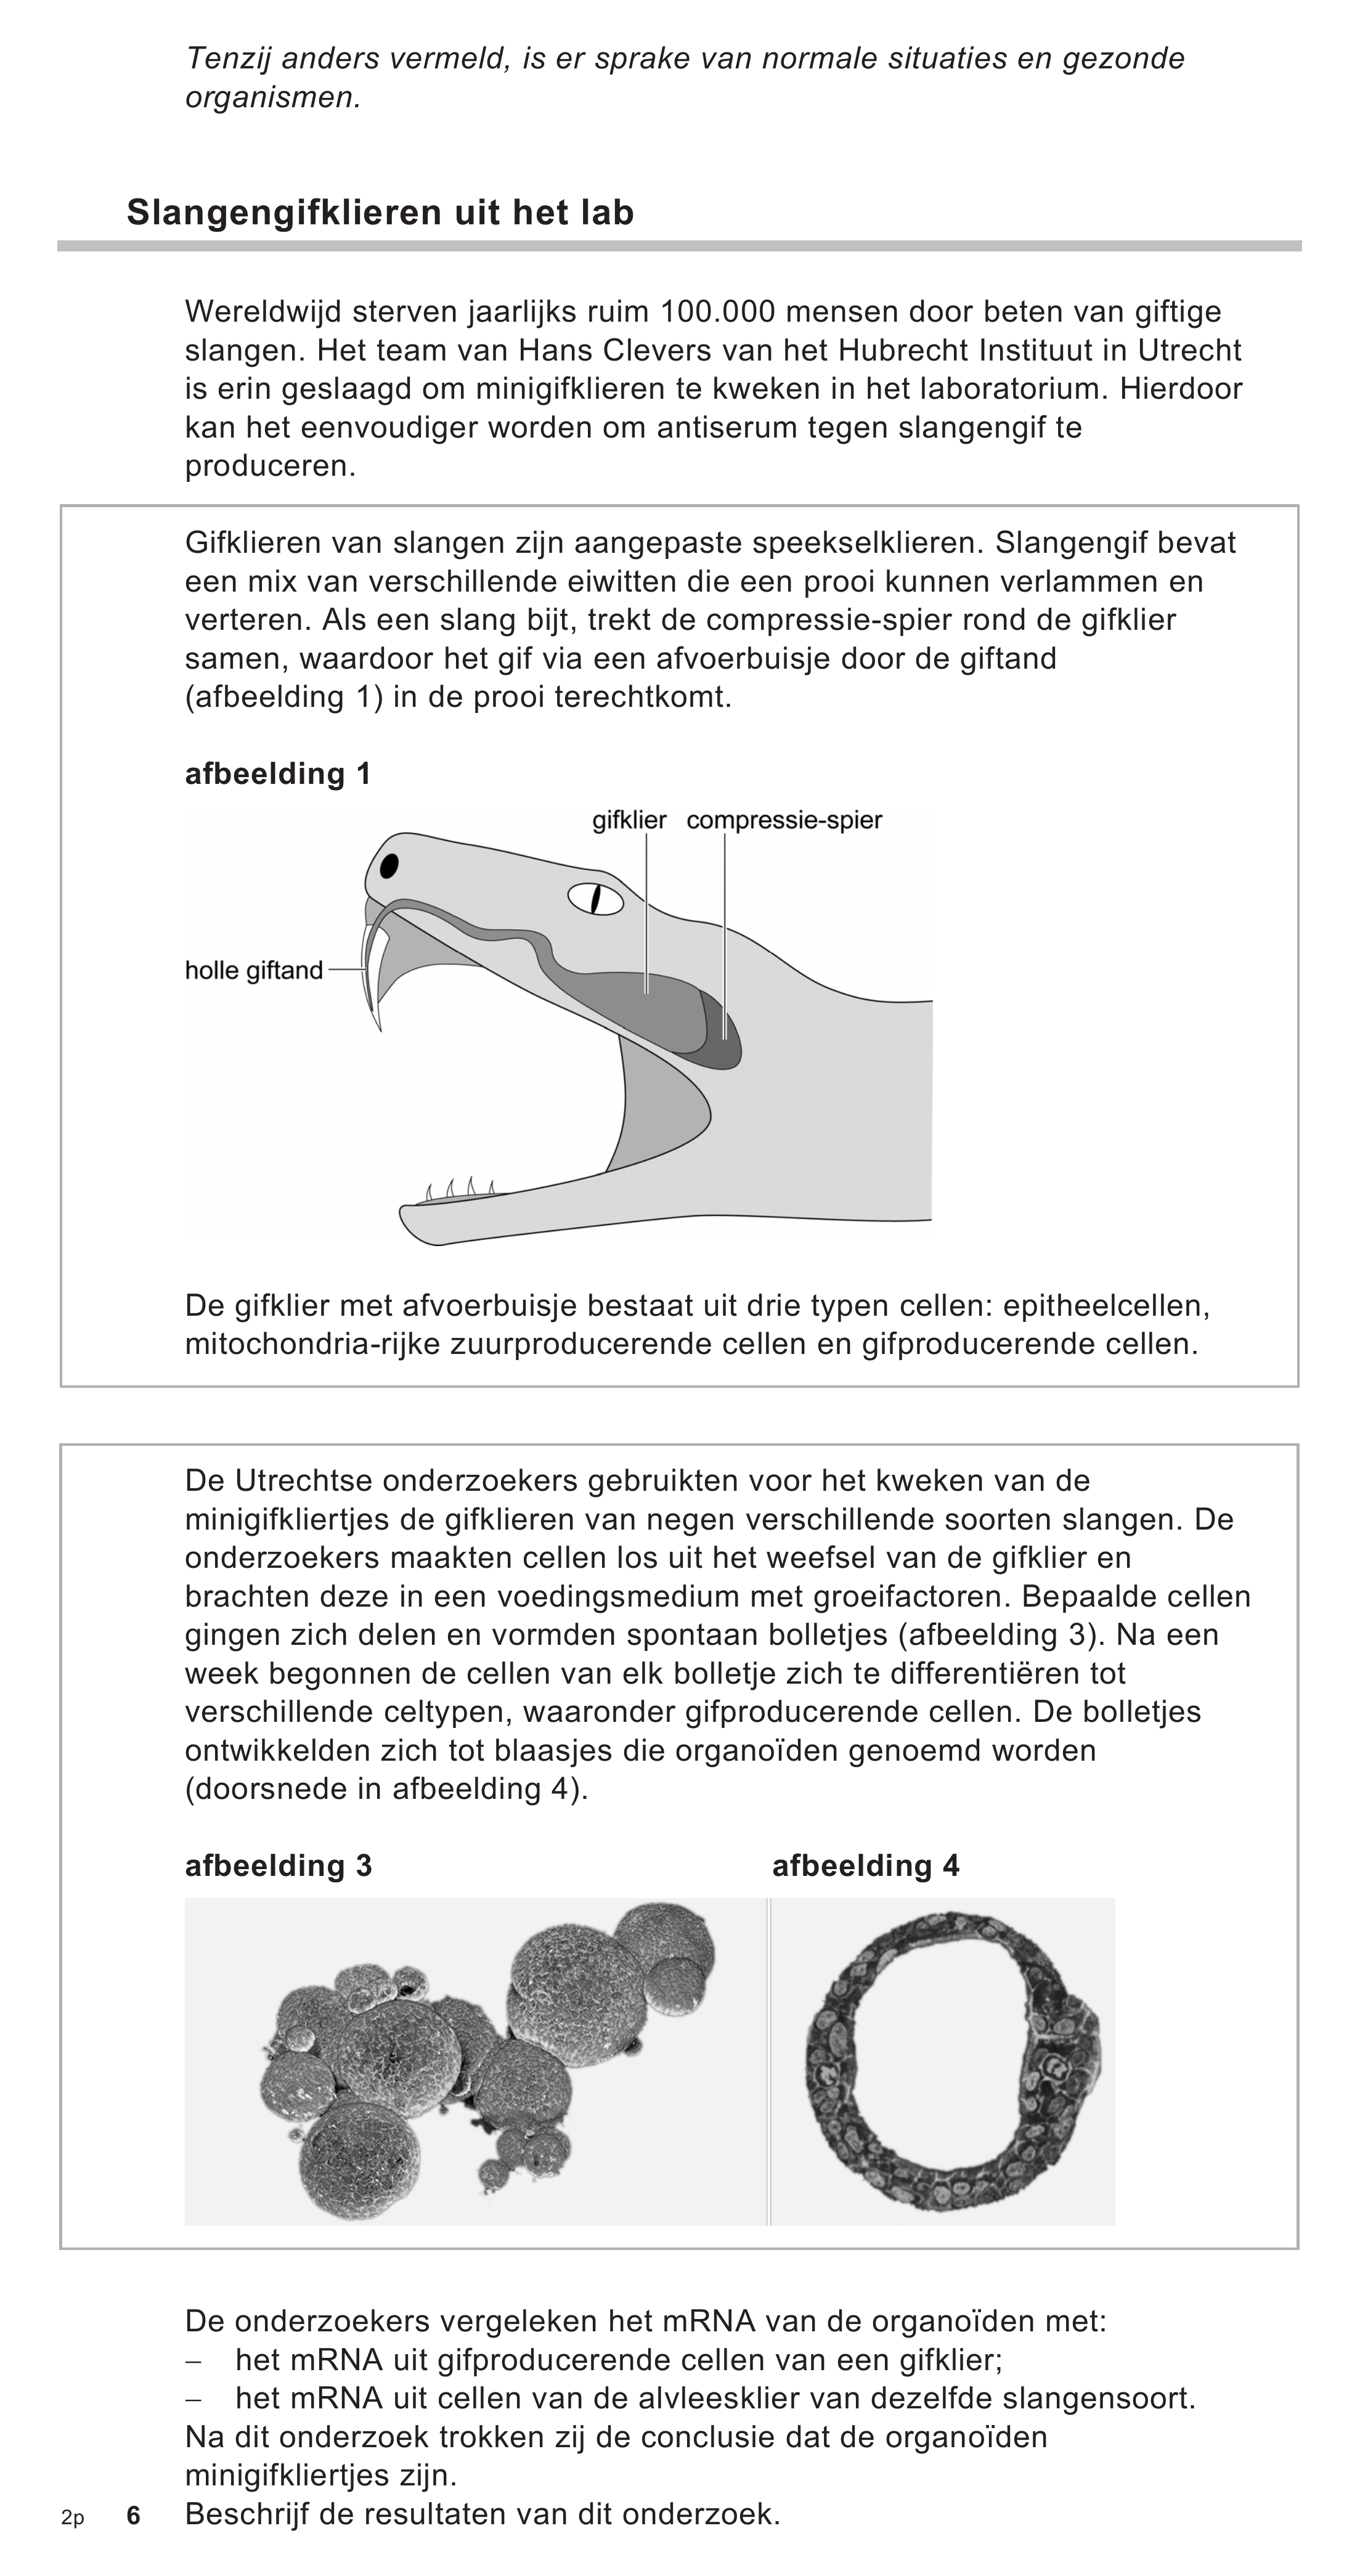 Tenzij anders vermeld, is er sprake van normale situaties en gezonde
organismen.
Slangengifklieren uit het lab
Wereldwijd sterven jaarlijks ruim 100.000 mensen door beten van giftige
slangen. Het team van Hans Clevers van het Hubrecht Instituut in Utrecht
is erin geslaagd om minigifklieren te kweken in het laboratorium. Hierdoor
kan het eenvoudiger worden om antiserum tegen slangengif te
produceren.
Gifklieren van slangen zijn aangepaste speekselklieren. Slangengif bevat
een mix van verschillende eiwitten die een prooi kunnen verlammen en
verteren. Als een slang bijt, trekt de compressie-spier rond de gifklier
samen, waardoor het gif via een afvoerbuisje door de giftand
(afbeelding 1) in de prooi terechtkomt.
afbeelding 1
gifklier compressie-spier
holle giftand
De gifklier met afvoerbuisje bestaat uit drie typen cellen: epitheelcellen,
mitochondria-rijke zuurproducerende cellen en gifproducerende cellen.
De Utrechtse onderzoekers gebruikten voor het kweken van de
minigifkliertjes de gifklieren van negen verschillende soorten slangen. De
onderzoekers maakten cellen los uit het weefsel van de gifklier en
brachten deze in een voedingsmedium met groeifactoren. Bepaalde cellen
gingen zich delen en vormden spontaan bolletjes (afbeelding 3). Na een
week begonnen de cellen van elk bolletje zich te differentiëren tot
verschillende celtypen, waaronder gifproducerende cellen. De bolletjes
ontwikkelden zich tot blaasjes die organoïden genoemd worden
(doorsnede in afbeelding 4).
afbeelding 3 afbeelding 4
De onderzoekers vergeleken het mRNA van de organoïden met:
– het mRNA uit gifproducerende cellen van een gifklier;
– het mRNA uit cellen van de alvleesklier van dezelfde slangensoort.
Na dit onderzoek trokken zij de conclusie dat de organoïden
minigifkliertjes zijn.
2p 6 Beschrijf de resultaten van dit onderzoek.